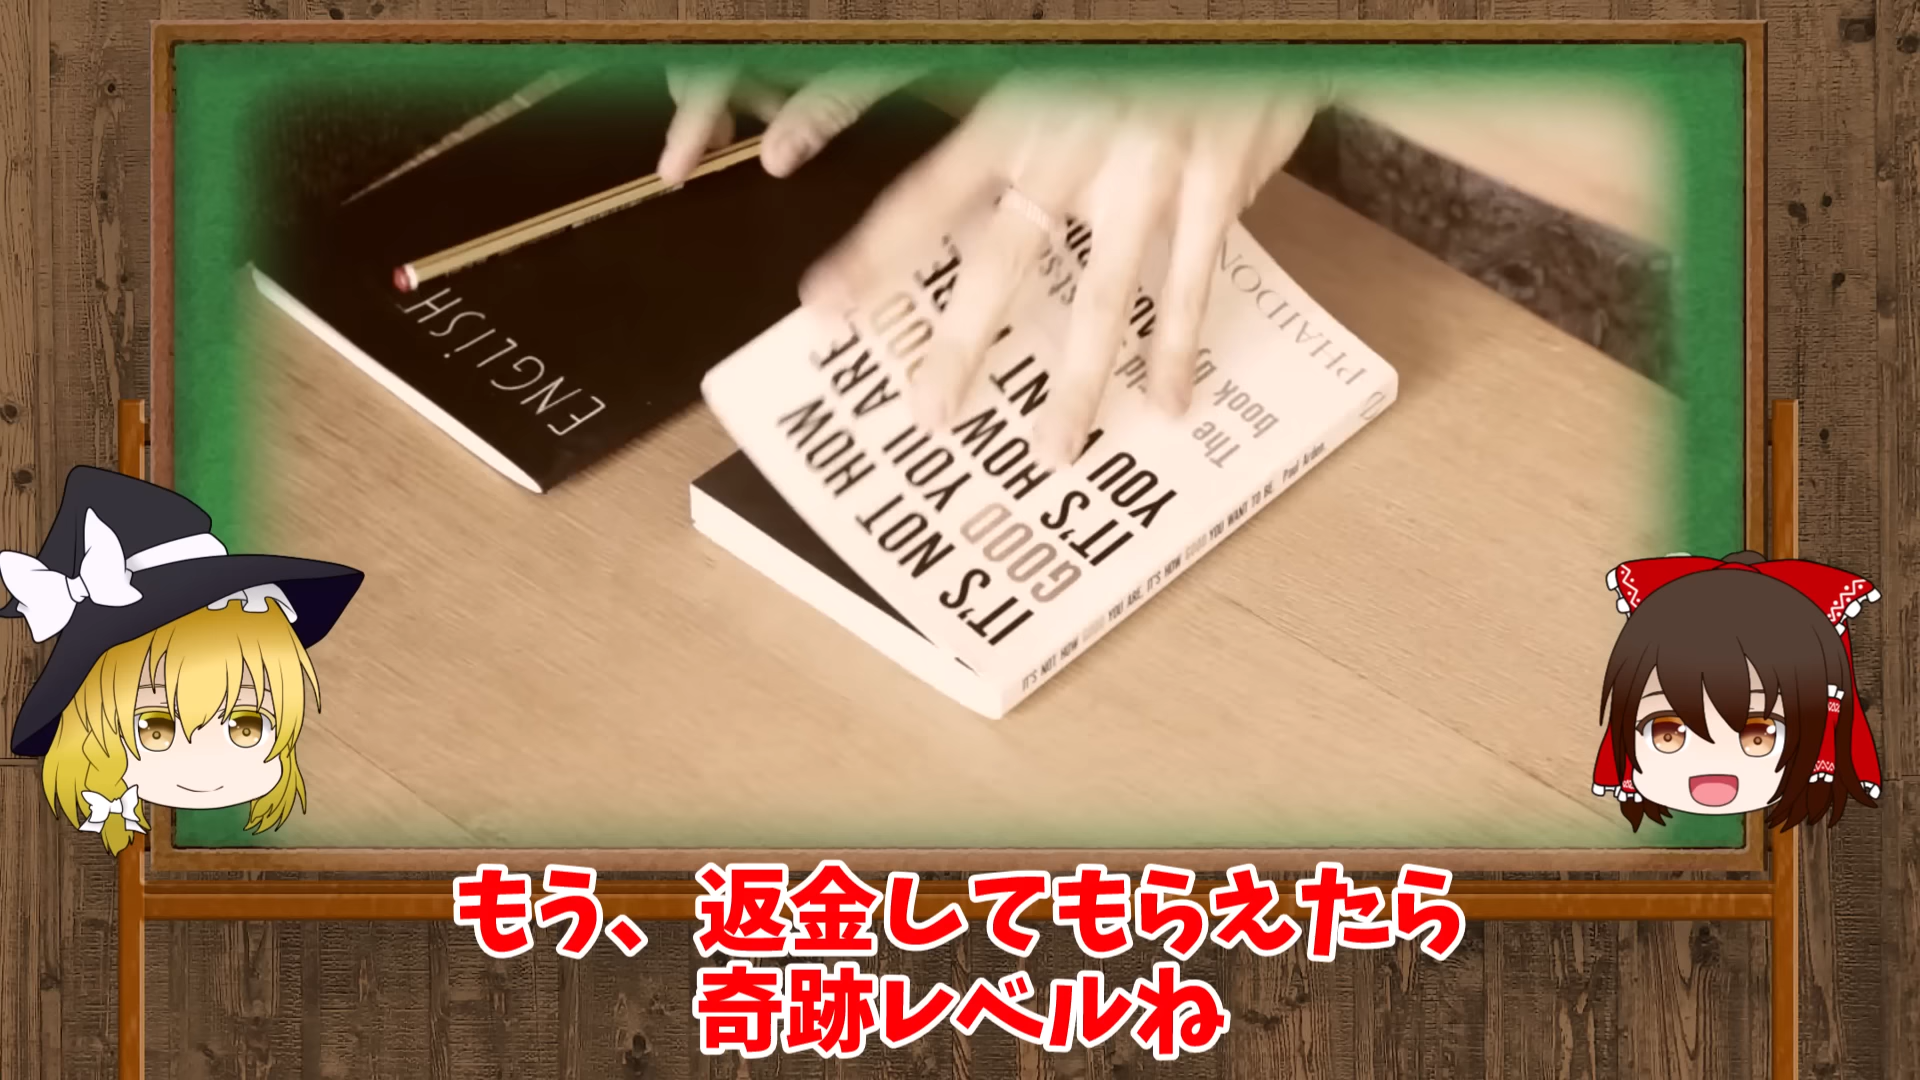 ENGLISH
IT'S NOT HOW
GOOD YOU ARE,
IT'S HOW
YOU
The
book by
PHAIDON
IT'S NOT HOW GOOD YOU ARE, IT'S HOW GOOD YOU WANT TO BE. Paul Arden
もう、返金してもらえたら
奇跡レベルね